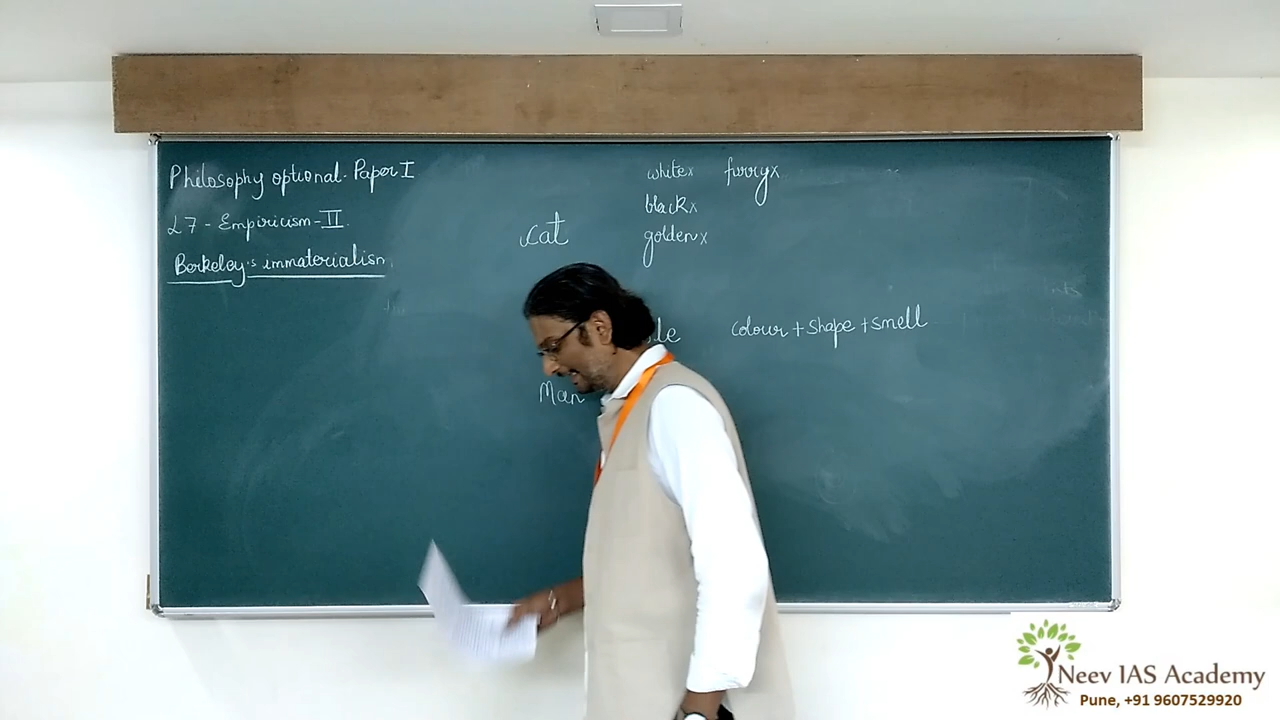 Philosophy optional. Paper I
L7 - Empiricism - II
Berkeley's immaterialism
cat
whitex furryx
blackx
goldenx
colour + shape + smell
Man
Neev IAS Academy
Pune, +91 9607529920